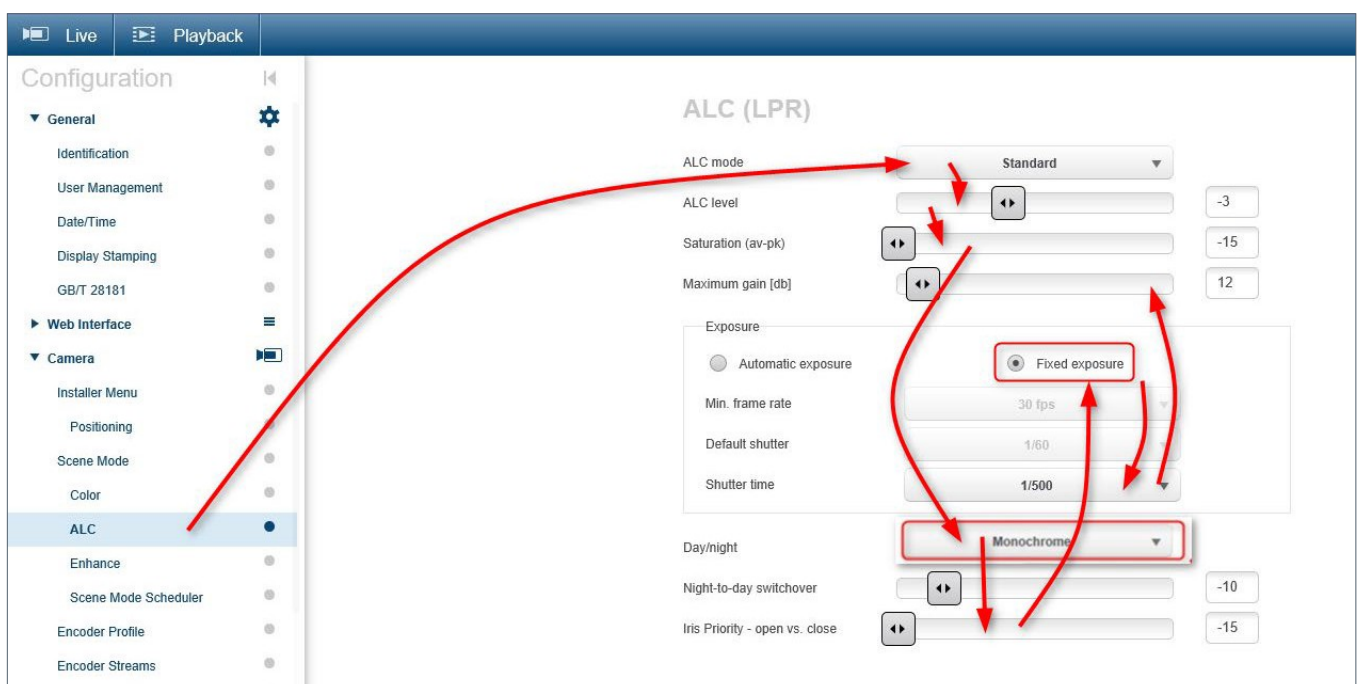 Live Playback
Configuration
General
Identification
User Management
Date/Time
Display Stamping
GB/T 28181
Web Interface
Camera
Installer Menu
Positioning
Scene Mode
Color
ALC
Enhance
Scene Mode Scheduler
Encoder Profile
Encoder Streams
ALC (LPR)
ALC mode Standard
ALC level -3
Saturation (av-pk) -15
Maximum gain [db] 12
Exposure
Automatic exposure Fixed exposure
Min. frame rate 30 fps
Default shutter 1/60
Shutter time 1/500
Day/night Monochrome
Night-to-day switchover -10
Iris Priority - open vs. close -15